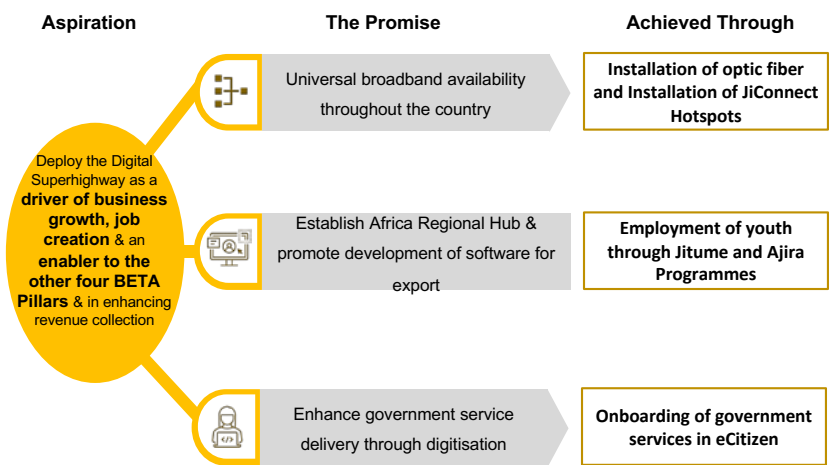 Aspiration
The Promise
Achieved Through
Deploy the Digital
Superhighway as a
driver of business
growth, job
creation & an
enabler to the
other four BETA
Pillars & in enhancing
revenue collection
Universal broadband availability
throughout the country
Installation of optic fiber
and Installation of JiConnect
Hotspots
Establish Africa Regional Hub &
promote development of software for
export
Employment of youth
through Jitume and Ajira
Programmes
Enhance government service
delivery through digitisation
Onboarding of government
services in eCitizen